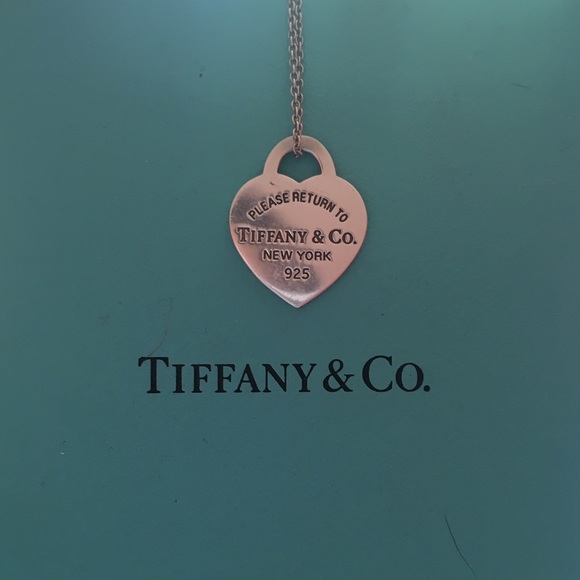 PLEASE RETURN TO
TIFFANY & CO.
NEW YORK
925
TIFFANY & CO.